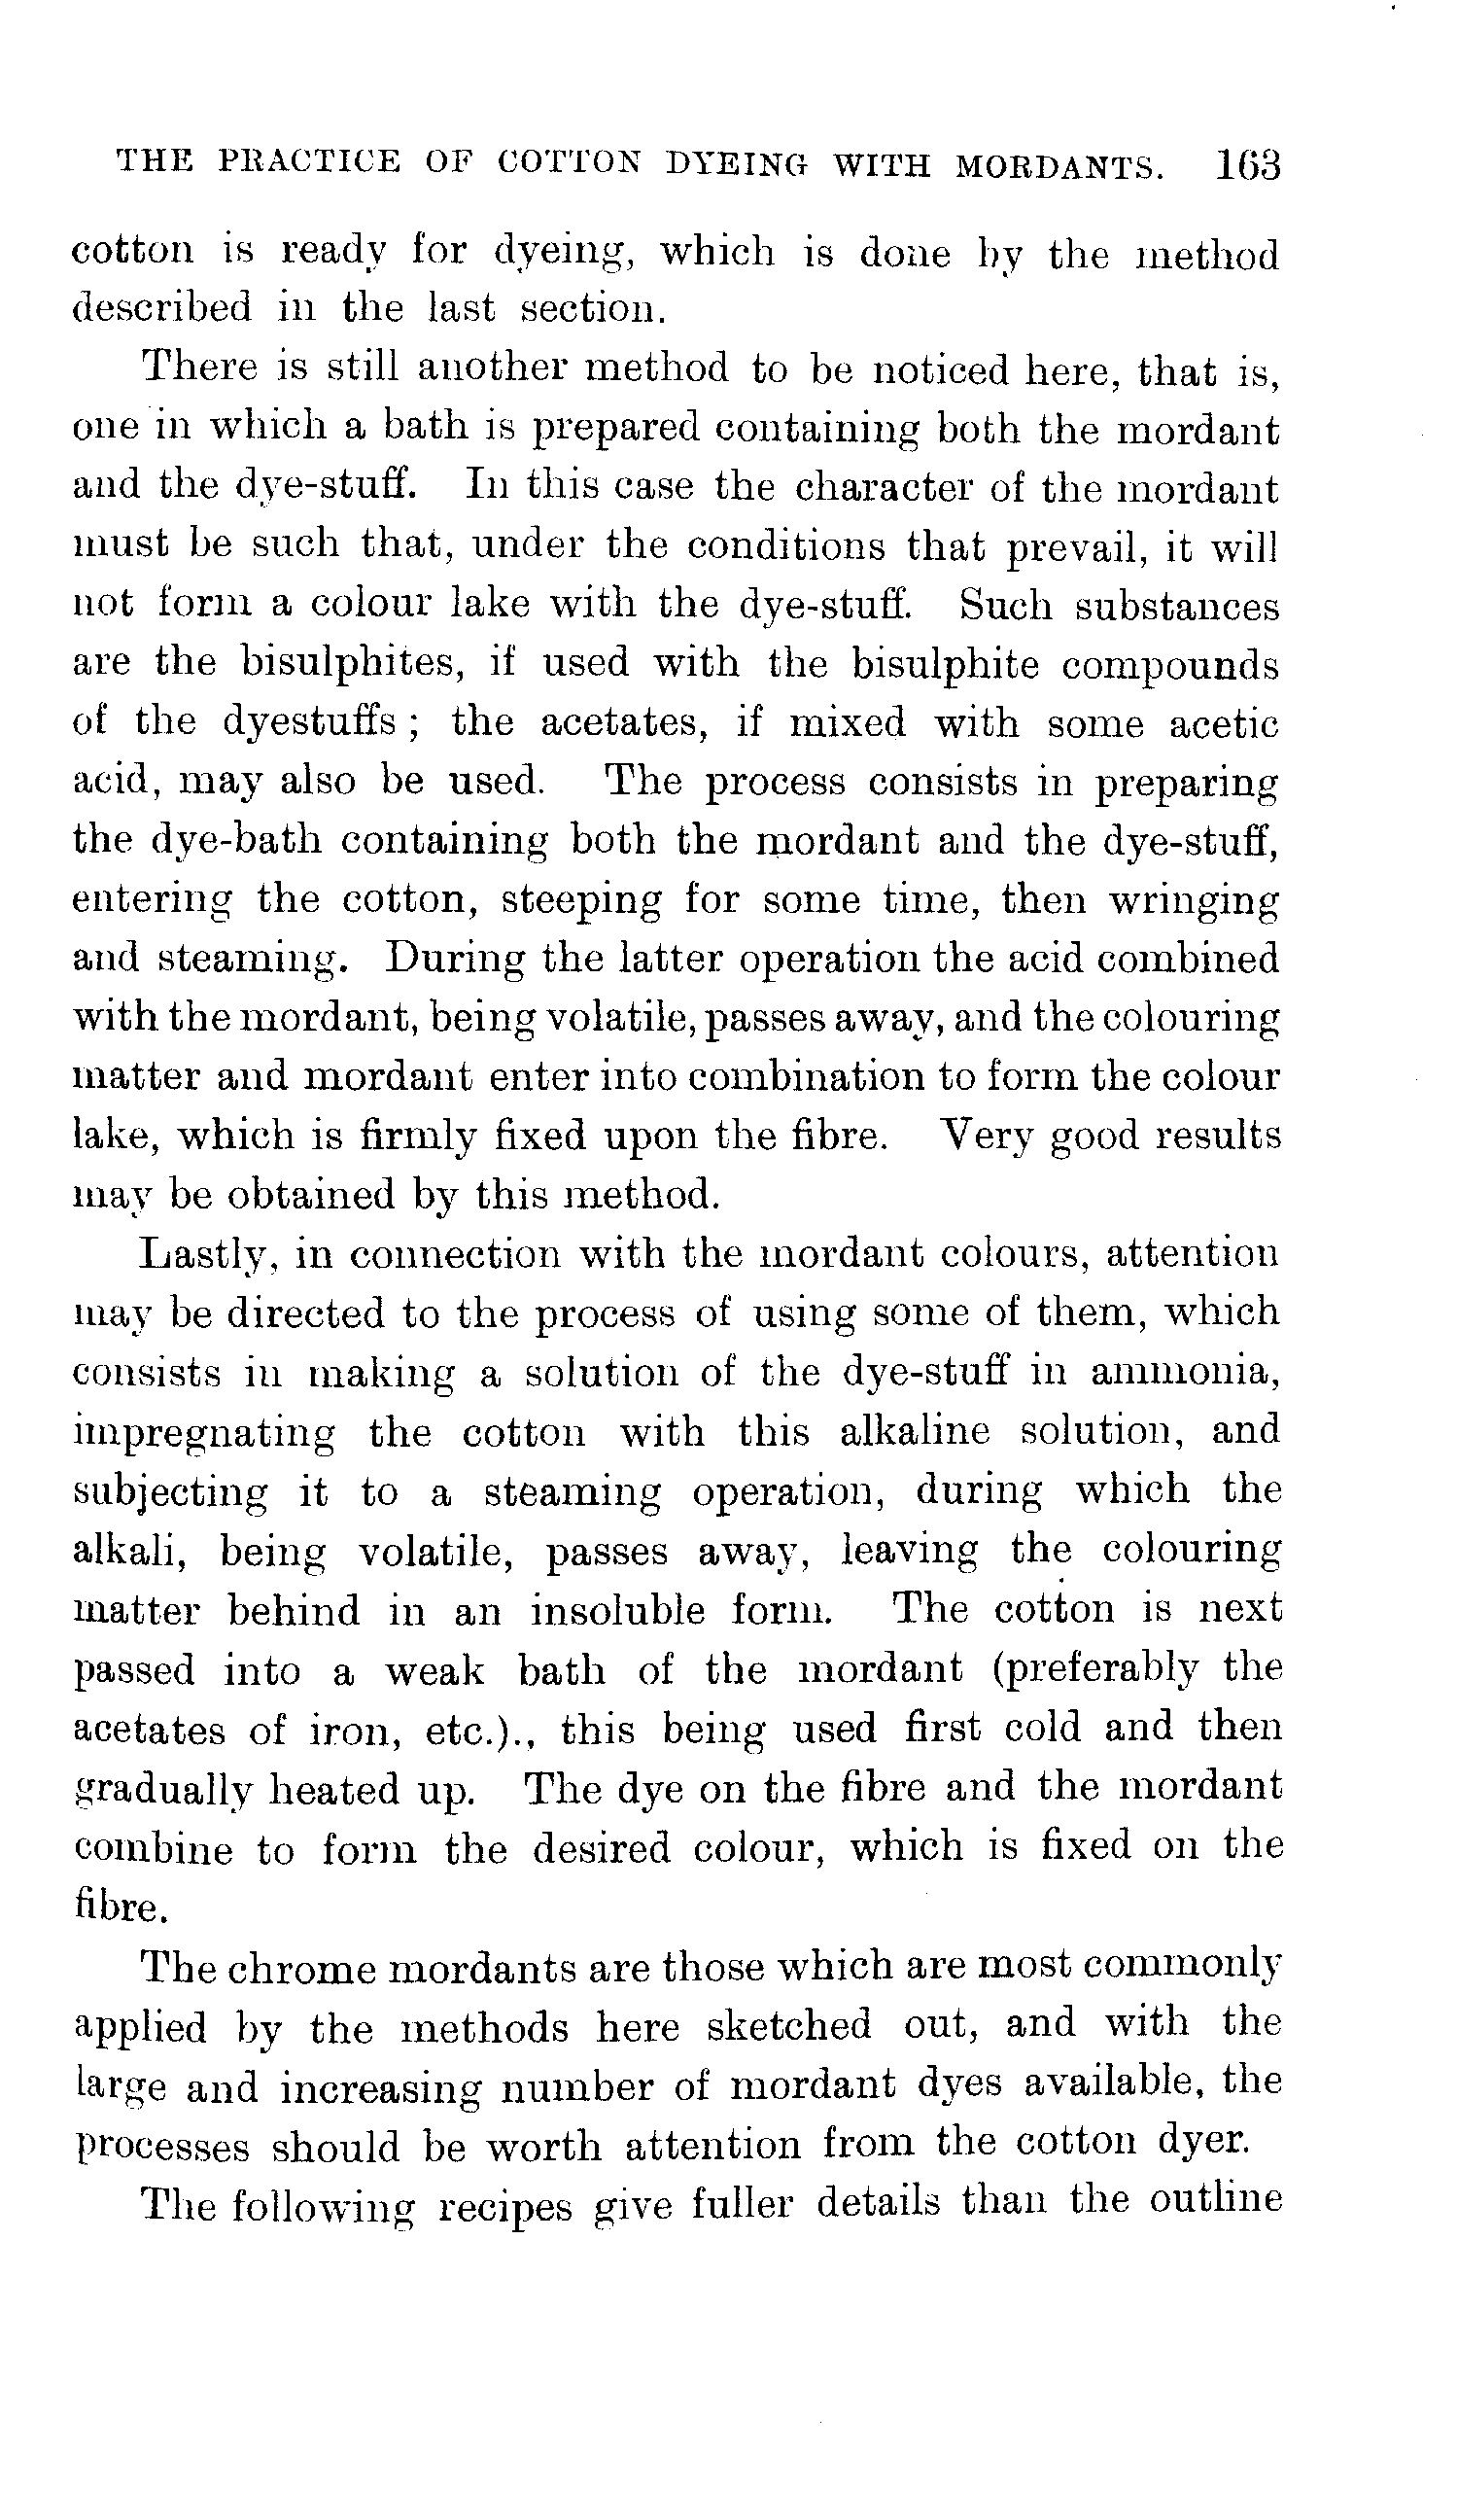 THE PRACTICE OF COTTON DYEING WITH MORDANTS. 163
cotton is ready for dyeing, which is done by the method
described in the last section.
There is still another method to be noticed here, that is,
one in which a bath is prepared containing both the mordant
and the dye-stuff. In this case the character of the mordant
must be such that, under the conditions that prevail, it will
not form a colour lake with the dye-stuff. Such substances
are the bisulphites, if used with the bisulphite compounds
of the dyestuffs; the acetates, if mixed with some acetic
acid, may also be used. The process consists in preparing
the dye-bath containing both the mordant and the dye-stuff,
entering the cotton, steeping for some time, then wringing
and steaming. During the latter operation the acid combined
with the mordant, being volatile, passes away, and the colouring
matter and mordant enter into combination to form the colour
lake, which is firmly fixed upon the fibre. Very good results
may be obtained by this method.
Lastly, in connection with the mordant colours, attention
may be directed to the process of using some of them, which
consists in making a solution of the dye-stuff in ammonia,
impregnating the cotton with this alkaline solution, and
subjecting it to a steaming operation, during which the
alkali, being volatile, passes away, leaving the colouring
matter behind in an insoluble form. The cotton is next
passed into a weak bath of the mordant (preferably the
acetates of iron, etc.)., this being used first cold and then
gradually heated up. The dye on the fibre and the mordant
combine to form the desired colour, which is fixed on the
fibre.
The chrome mordants are those which are most commonly
applied by the methods here sketched out, and with the
large and increasing number of mordant dyes available, the
processes should be worth attention from the cotton dyer.
The following recipes give fuller details than the outline